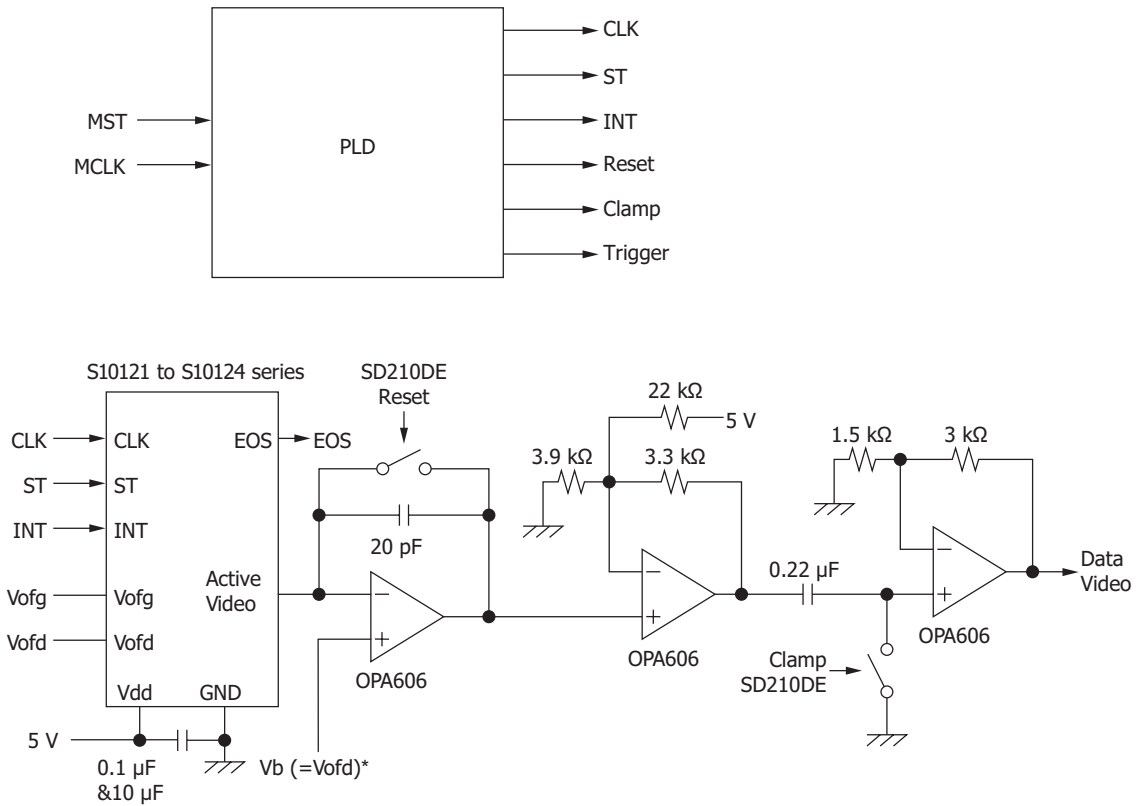 CLK
ST
MST
INT
PLD
MCLK
Reset
Clamp
Trigger
S10121 to S10124 series
SD210DE
Reset
22 kΩ
5 V
CLK
CLK
EOS
EOS
3.9 kΩ
3.3 kΩ
1.5 kΩ
3 kΩ
ST
ST
INT
INT
20 pF
−
+
OPA606
−
+
OPA606
0.22 µF
−
+
OPA606
Data
Video
Active
Video
Vofg
Vofg
Vofd
Vofd
Clamp
SD210DE
Vdd
GND
5 V
0.1 µF
&10 µF
Vb (=Vofd)*